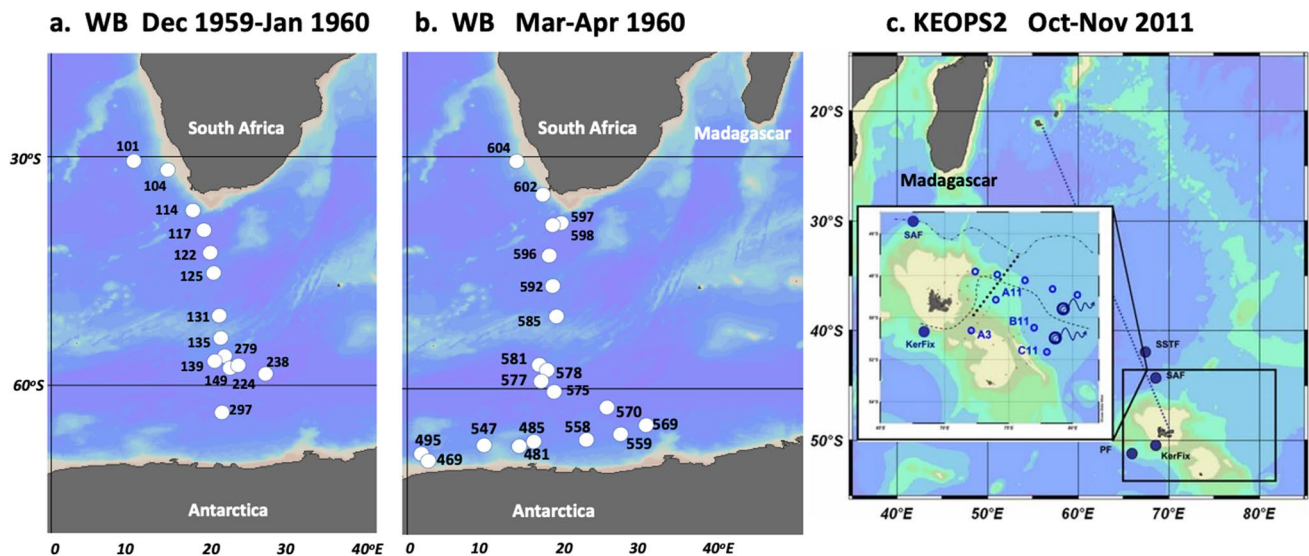 a. WB Dec 1959-Jan 1960
b. WB Mar-Apr 1960
c. KEOPS2 Oct-Nov 2011
South Africa
101
30ºS
104
114
117
122
125
131
135
279
139
238
149
224
60ºS
297
Antarctica
0 10 20 30 40ºE
South Africa
Madagascar
604
602
597
598
596
592
585
581
578
577
575
570
569
547
485
558
559
495
481
469
Antarctica
0 10 20 30 40ºE
20°S
Madagascar
30°S
SAF
A11
40°S
A3
B11
KerFix
C11
SSTF
SAF
50°S
PF
KerFix
40°E 50°E 60°E 70°E 80°E